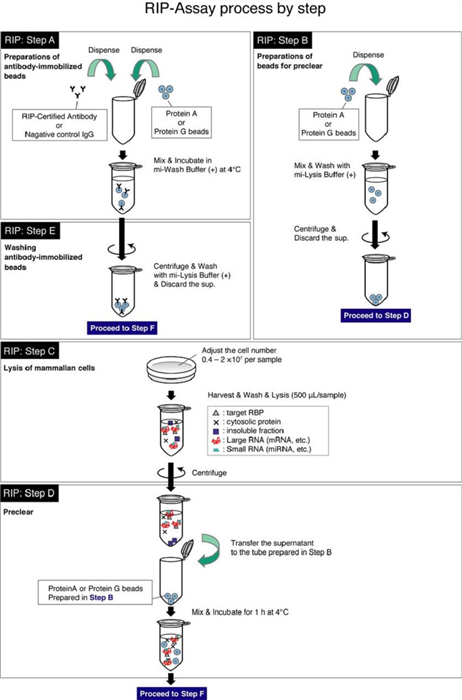 RIP-Assay process by step
RIP: Step A
Preparations of
antibody-immobilized
beads
Dispense
Dispense
RIP-Certified Antibody
or
Nagative control IgG
Protein A
or
Protein G beads
Mix & Incubate in
mi-Wash Buffer (+) at 4°C
RIP: Step E
Washing
antibody-immobilized
beads
Centrifuge & Wash
with mi-Lysis Buffer (+)
& Discard the sup.
Proceed to Step F
RIP: Step B
Preparations of
beads for preclear
Dispense
Protein A
or
Protein G beads
Mix & Wash with
mi-Lysis Buffer (+)
Centrifuge &
Discard the sup.
Proceed to Step D
RIP: Step C
Lysis of mammalian cells
Adjust the cell number
0.4 – 2 ×10⁷ per sample
Harvest & Wash & Lysis (500 µL/sample)
: target RBP
: cytosolic protein
: insoluble fraction
: Large RNA (mRNA, etc.)
: Small RNA (miRNA, etc.)
Centrifuge
RIP: Step D
Preclear
Transfer the supernatant
to the tube prepared in Step B
ProteinA or Protein G beads
Prepared in Step B
Mix & Incubate for 1 h at 4°C
Proceed to Step F